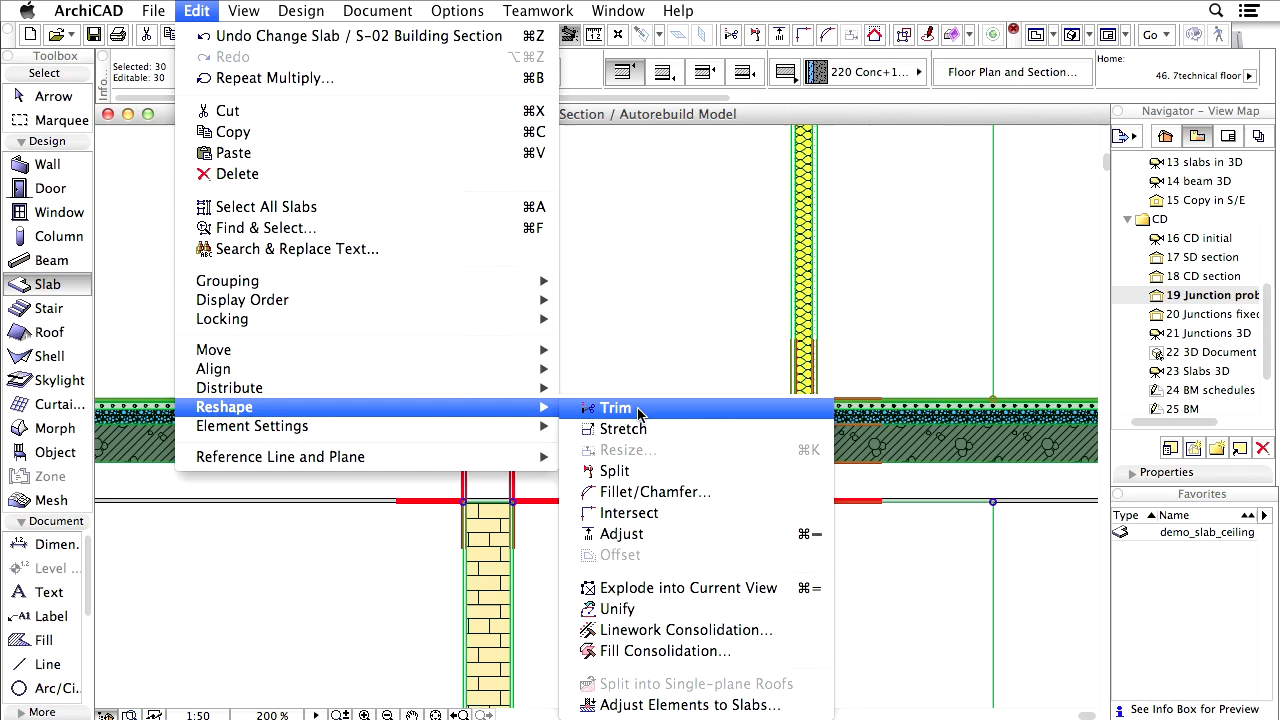 ArchiCAD File Edit View Design Document Options Teamwork Window Help
Toolbox
Select
Arrow
Marquee
Design
Wall
Door
Window
Column
Beam
Slab
Stair
Roof
Shell
Skylight
Curtai...
Morph
Object
Zone
Mesh
Document
Dimen.
Level ...
Text
Label
Fill
Line
Arc/Ci...
More
Info...
Selected: 30
Editable: 30
Undo Change Slab / S-02 Building Section ⌘Z
Redo ⌥⌘Z
Repeat Multiply... ⌘B
Cut ⌘X
Copy ⌘C
Paste ⌘V
Delete
Select All Slabs ⌘A
Find & Select... ⌘F
Search & Replace Text...
Grouping
Display Order
Locking
Move
Align
Distribute
Reshape
Element Settings
Reference Line and Plane
Trim
Stretch
Resize... ⌘K
Split
Fillet/Chamfer...
Intersect
Adjust ⌘−
Offset
Explode into Current View ⌘=
Unify
Linework Consolidation...
Fill Consolidation...
Split into Single-plane Roofs
Adjust Elements to Slabs...
Go
220 Conc+1...
Floor Plan and Section...
Home:
46. 7technical floor
Section / Autorebuild Model
1:50
200 %
Navigator - View Map
13 slabs in 3D
14 beam 3D
15 Copy in S/E
CD
16 CD initial
17 SD section
18 CD section
19 Junction prob
20 Junctions fixed
21 Junctions 3D
22 3D Document
23 Slabs 3D
24 BM schedules
25 BM
Properties
Favorites
Type Name
demo_slab_ceiling
See Info Box for Preview